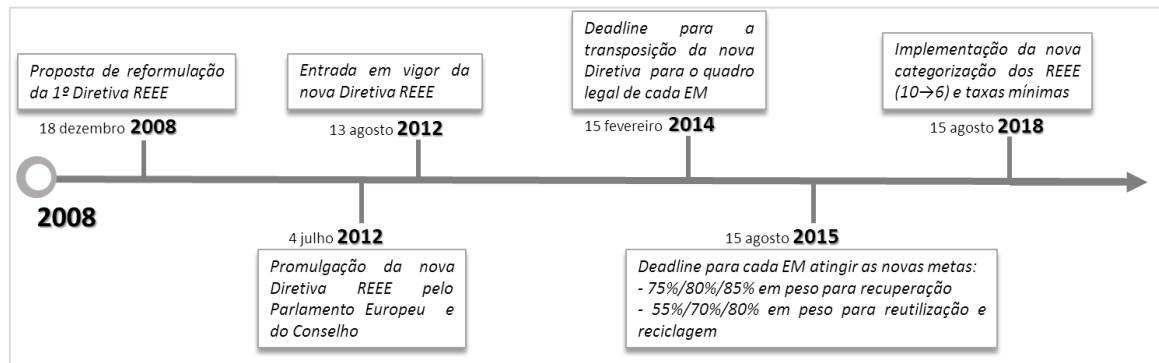 Proposta de reformulação
da 1º Diretiva REEE
18 dezembro 2008
Entrada em vigor da
nova Diretiva REEE
13 agosto 2012
Deadline para a
transposição da nova
Diretiva para o quadro
legal de cada EM
15 fevereiro 2014
Implementação da nova
categorização dos REEE
(10→6) e taxas mínimas
15 agosto 2018
2008
4 julho 2012
Promulgação da nova
Diretiva REEE pelo
Parlamento Europeu e
do Conselho
15 agosto 2015
Deadline para cada EM atingir as novas metas:
- 75%/80%/85% em peso para recuperação
- 55%/70%/80% em peso para reutilização e
reciclagem